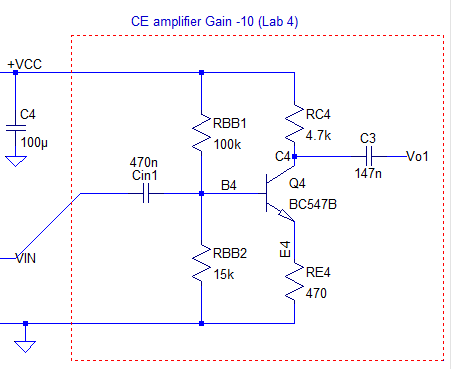 CE amplifier Gain -10 (Lab 4)
+VCC
C4
100µ
RBB1
100k
RC4
4.7k
C3
147n
Vo1
C4
470n
Cin1
B4
Q4
BC547B
VIN
RBB2
15k
E4
RE4
470